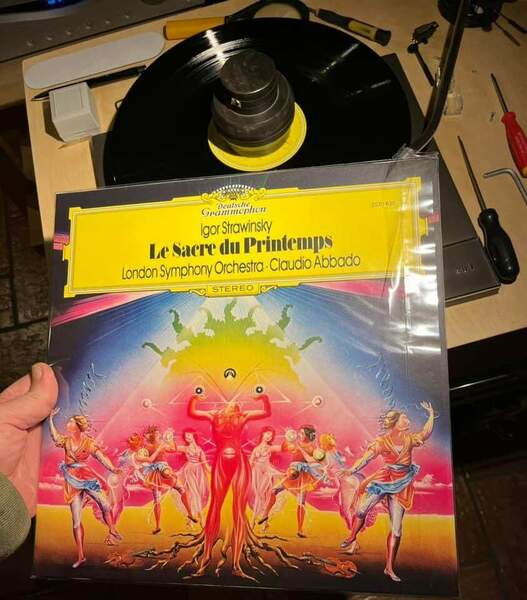 Deutsche
Grammophon
Igor Strawinsky
Le Sacre du Printemps
London Symphony Orchestra · Claudio Abbado
STEREO